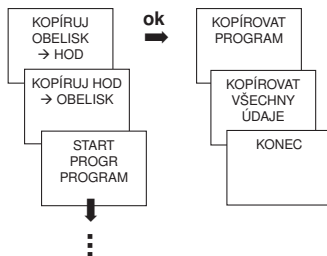 KOPÍRUJ
OBELISK
→ HOD
KOPÍRUJ HOD
→ OBELISK
START
PROGR
PROGRAM
ok
KOPÍROVAT
PROGRAM
KOPÍROVAT
VŠECHNY
ÚDAJE
KONEC